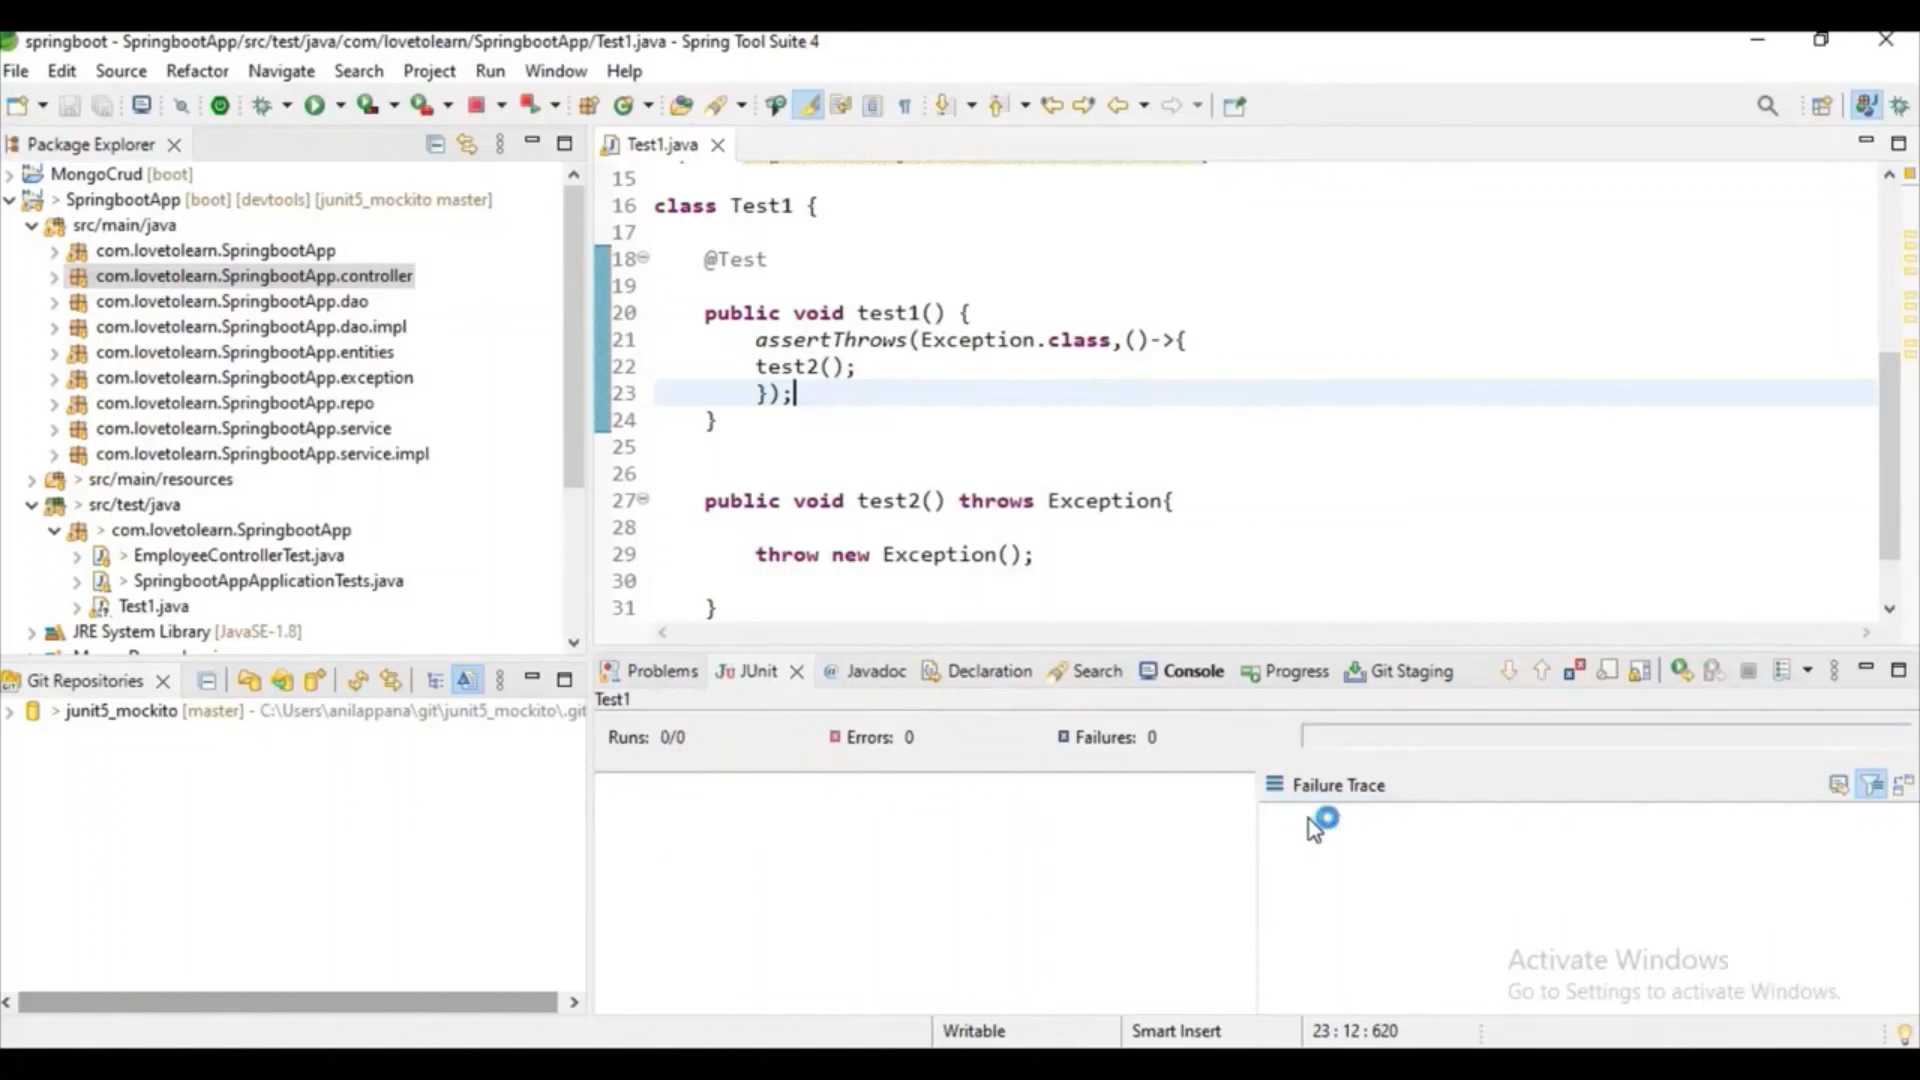 springboot - SpringbootApp/src/test/java/com/lovetolearn/SpringbootApp/Test1.java - Spring Tool Suite 4
File Edit Source Refactor Navigate Search Project Run Window Help
Package Explorer
MongoCrud [boot]
> SpringbootApp [boot] [devtools] [junit5_mockito master]
src/main/java
com.lovetolearn.SpringbootApp
com.lovetolearn.SpringbootApp.controller
com.lovetolearn.SpringbootApp.dao
com.lovetolearn.SpringbootApp.dao.impl
com.lovetolearn.SpringbootApp.entities
com.lovetolearn.SpringbootApp.exception
com.lovetolearn.SpringbootApp.repo
com.lovetolearn.SpringbootApp.service
com.lovetolearn.SpringbootApp.service.impl
> src/main/resources
> src/test/java
> com.lovetolearn.SpringbootApp
> EmployeeControllerTest.java
> SpringbootAppApplicationTests.java
Test1.java
JRE System Library [JavaSE-1.8]
Git Repositories
> junit5_mockito [master] - C:\Users\anilappana\git\junit5_mockito\.git
Test1.java
15
16 class Test1 {
17
18 @Test
19
20 public void test1() {
21 assertThrows(Exception.class,()->{
22 test2();
23 });
24 }
25
26
27 public void test2() throws Exception{
28
29 throw new Exception();
30
31 }
Problems JUnit Javadoc Declaration Search Console Progress Git Staging
Test1
Runs: 0/0 Errors: 0 Failures: 0
Failure Trace
Activate Windows
Go to Settings to activate Windows.
Writable Smart Insert 23 : 12 : 620